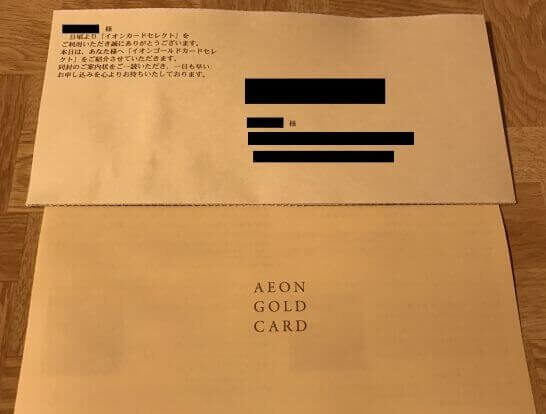 様
日頃より「イオンカードセレクト」を
ご利用いただき誠にありがとうございます。
本日は、あなた様へ「イオンゴールドカードセレ
クト」をご紹介させていただきます。
同封のご案内状をご一読いただき、一日も早い
お申し込みを心よりお待ちいたしております。
様
AEON
GOLD
CARD